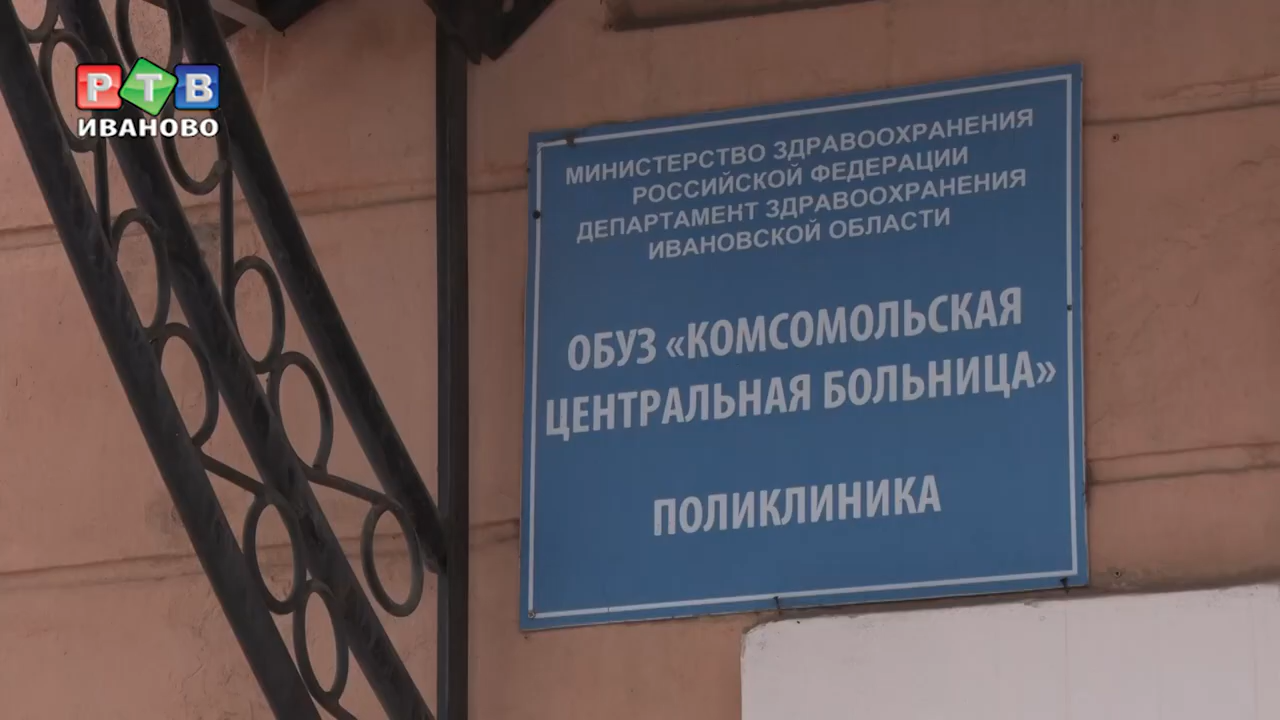 РТВ
ИВАНОВО
МИНИСТЕРСТВО ЗДРАВООХРАНЕНИЯ
РОССИЙСКОЙ ФЕДЕРАЦИИ
ДЕПАРТАМЕНТ ЗДРАВООХРАНЕНИЯ
ИВАНОВСКОЙ ОБЛАСТИ
ОБУЗ «КОМСОМОЛЬСКАЯ
ЦЕНТРАЛЬНАЯ БОЛЬНИЦА»
ПОЛИКЛИНИКА